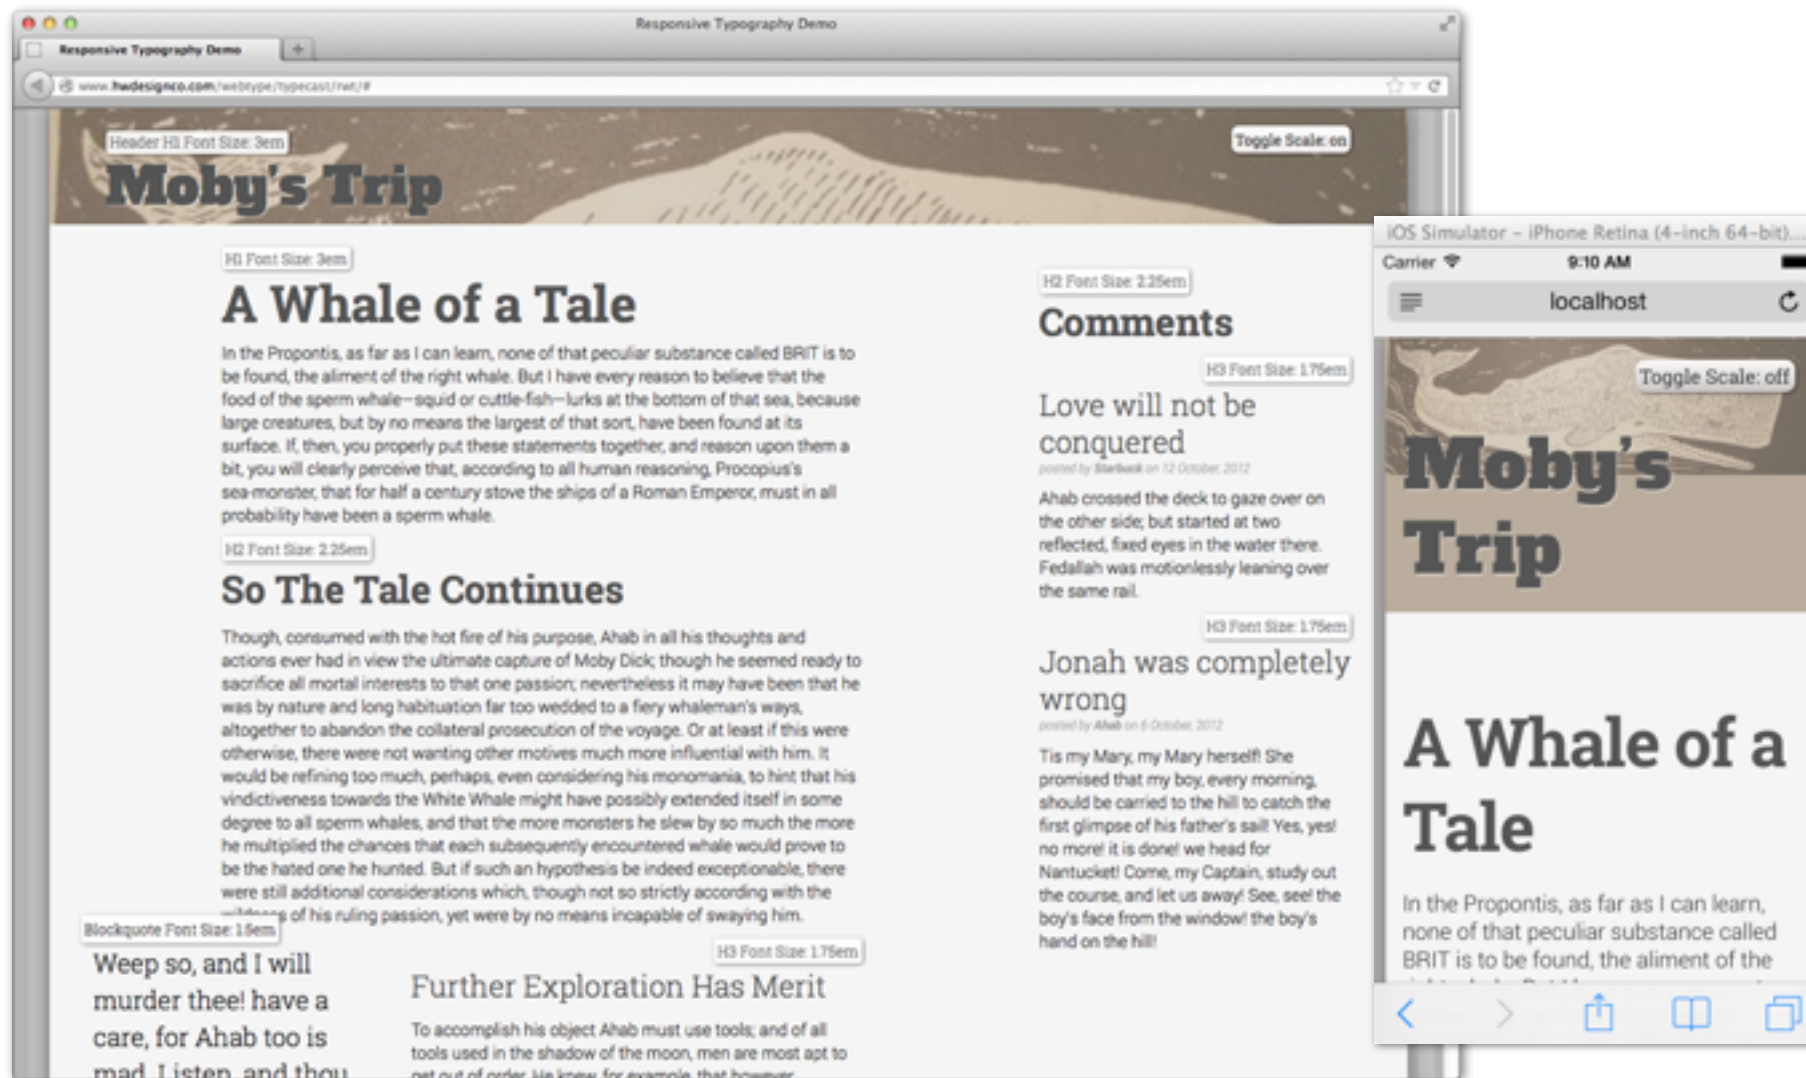 Responsive Typography Demo
Responsive Typography Demo
www.hwdesignco.com/webtype/typecast/rwt/#
Header H1 Font Size: 3em
Toggle Scale: on
Moby's Trip
H1 Font Size: 3em
A Whale of a Tale
In the Propontis, as far as I can learn, none of that peculiar substance called BRIT is to
be found, the aliment of the right whale. But I have every reason to believe that the
food of the sperm whale—squid or cuttle-fish—lurks at the bottom of that sea, because
large creatures, but by no means the largest of that sort, have been found at its
surface. If, then, you properly put these statements together, and reason upon them a
bit, you will clearly perceive that, according to all human reasoning, Procopius's
sea-monster, that for half a century stove the ships of a Roman Emperor, must in all
probability have been a sperm whale.
H2 Font Size: 2.25em
So The Tale Continues
Though, consumed with the hot fire of his purpose, Ahab in all his thoughts and
actions ever had in view the ultimate capture of Moby Dick; though he seemed ready to
sacrifice all mortal interests to that one passion; nevertheless it may have been that he
was by nature and long habituation far too wedded to a fiery whaleman's ways,
altogether to abandon the collateral prosecution of the voyage. Or at least if this were
otherwise, there were not wanting other motives much more influential with him. It
would be refining too much, perhaps, even considering his monomania, to hint that his
vindictiveness towards the White Whale might have possibly extended itself in some
degree to all sperm whales, and that the more monsters he slew by so much the more
he multiplied the chances that each subsequently encountered whale would prove to
be the hated one he hunted. But if such an hypothesis be indeed exceptionable, there
were still additional considerations which, though not so strictly according with the
of his ruling passion, yet were by no means incapable of swaying him.
Blockquote Font Size: 1.5em
Weep so, and I will
murder thee! have a
care, for Ahab too is
mad. Listen, and thou
H3 Font Size: 1.75em
Further Exploration Has Merit
To accomplish his object Ahab must use tools; and of all
tools used in the shadow of the moon, men are most apt to
get out of order. He knew, for example, that however
H2 Font Size: 2.25em
Comments
H3 Font Size: 1.75em
Love will not be
conquered
posted by Starbuck on 12 October, 2012
Ahab crossed the deck to gaze over on
the other side; but started at two
reflected, fixed eyes in the water there.
Fedallah was motionlessly leaning over
the same rail.
H3 Font Size: 1.75em
Jonah was completely
wrong
posted by Ahab on 6 October, 2012
Tis my Mary, my Mary herself! She
promised that my boy, every morning,
should be carried to the hill to catch the
first glimpse of his father's sail! Yes, yes!
no more! it is done! we head for
Nantucket! Come, my Captain, study out
the course, and let us away! See, see! the
boy's face from the window! the boy's
hand on the hill!
iOS Simulator – iPhone Retina (4-inch 64-bit)...
Carrier
9:10 AM
localhost
Toggle Scale: off
Moby's
Trip
A Whale of a
Tale
In the Propontis, as far as I can learn,
none of that peculiar substance called
BRIT is to be found, the aliment of the